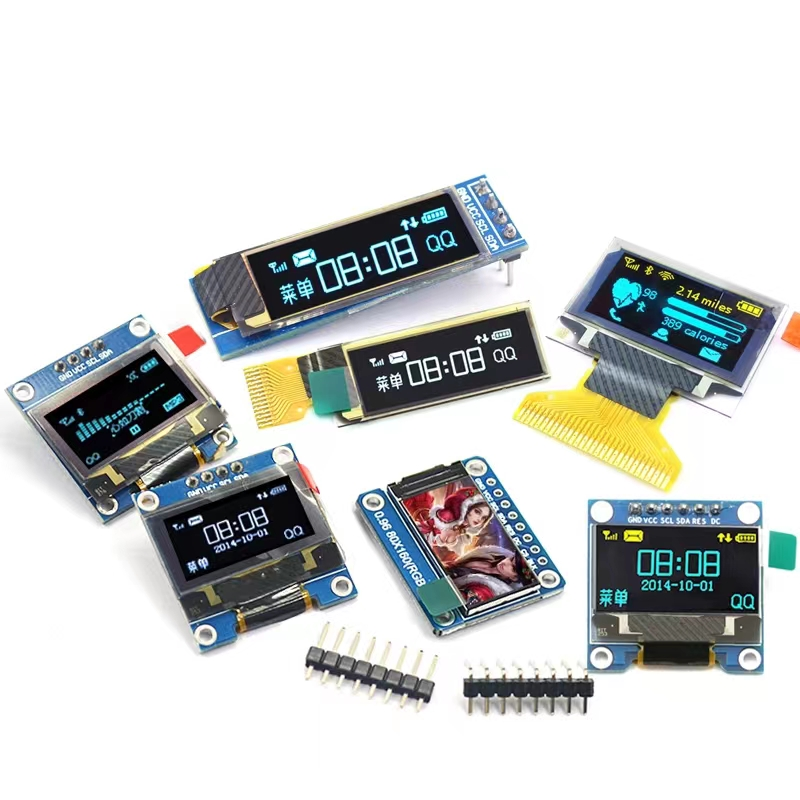 GND VCC SCL SDA
08:08
菜单
QQ
2.14 miles
98
389 calories
08:08
菜单
QQ
GND VCC SCL SDA
GND VCC SCL SDA
08:08
2014-10-01
菜单
QQ
0.96 80X160(RGB)
GND VCC SCL SDA RES DC
08:08
2014-10-01
菜单
QQ